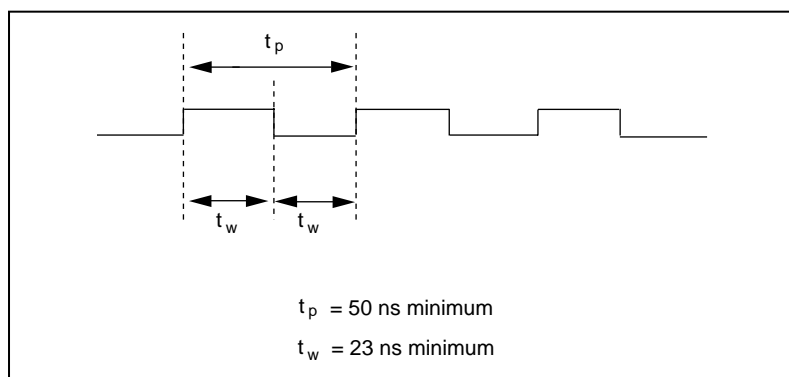 t p
t w t w
t p = 50 ns minimum
t w = 23 ns minimum